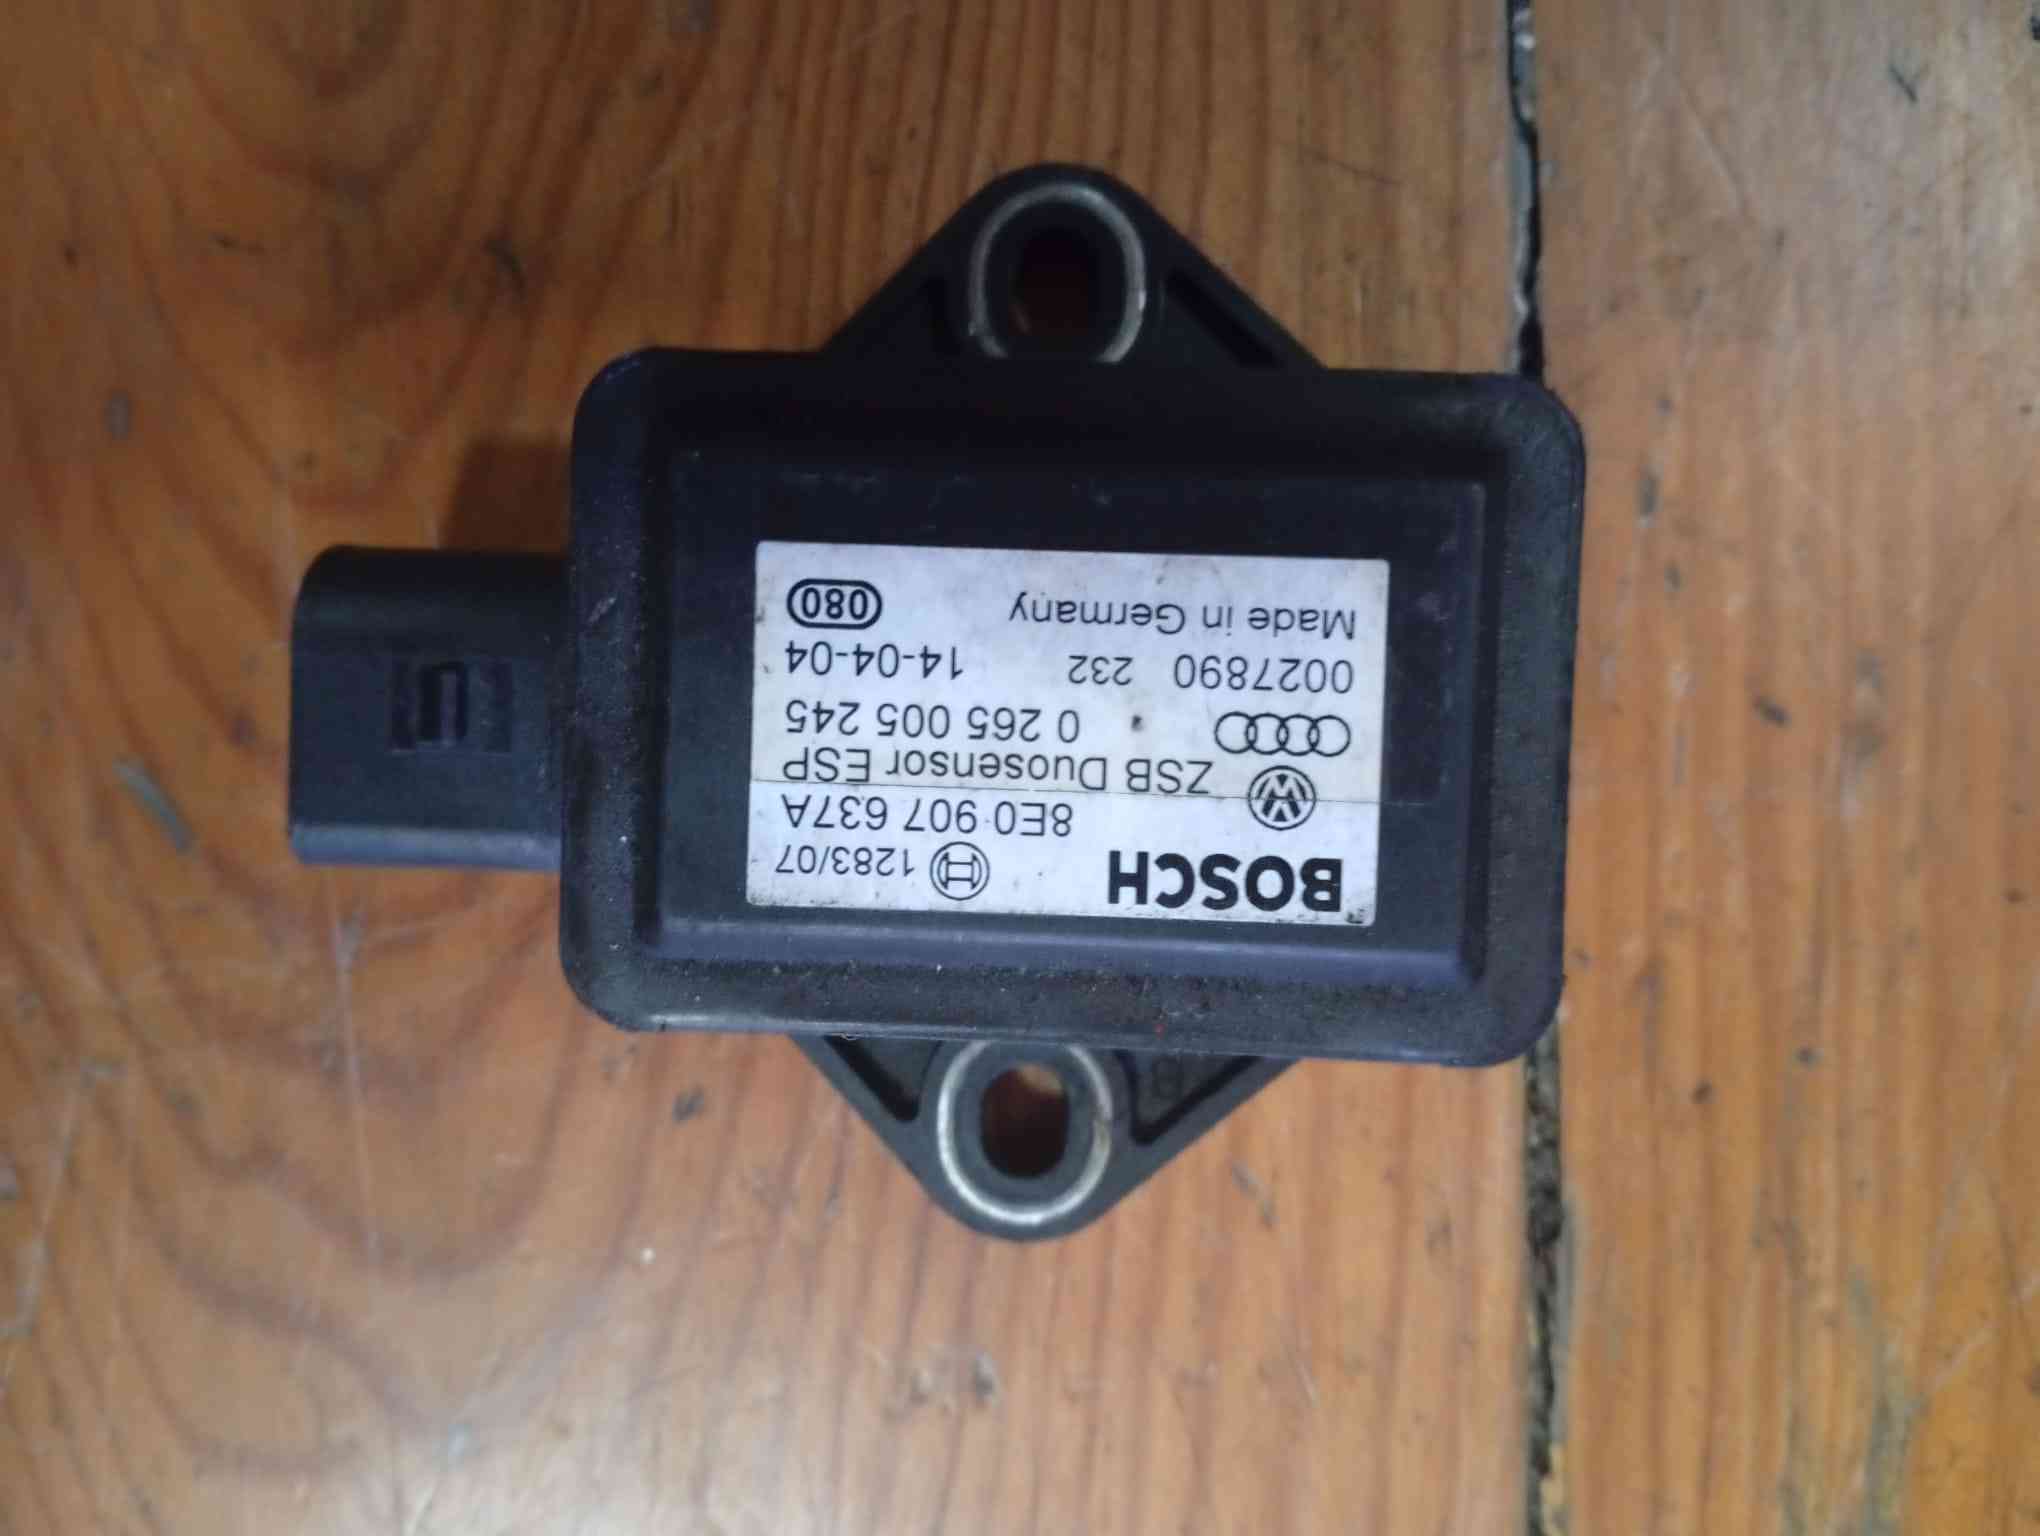 BOSCH 1283/07
8E0 907 637A
ZSB Duosensor ESP
0 265 005 245
0027890 232 14-04-04
Made in Germany 080